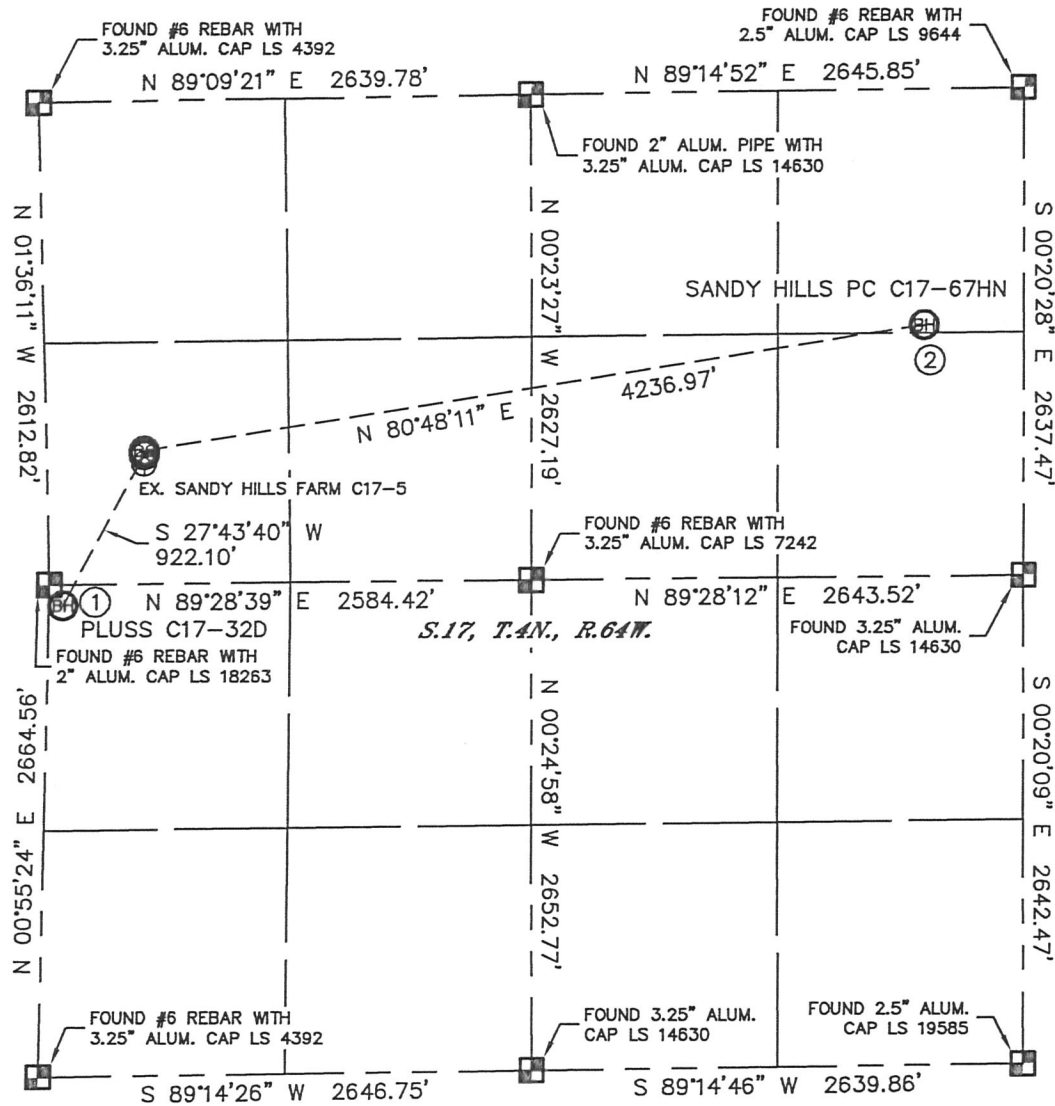 FOUND #6 REBAR WITH
3.25" ALUM. CAP LS 4392
FOUND #6 REBAR WITH
2.5" ALUM. CAP LS 9644
N 89°09'21" E 2639.78'
N 89°14'52" E 2645.85'
FOUND 2" ALUM. PIPE WITH
3.25" ALUM. CAP LS 14630
N 01°36'11" W 2612.82'
N 00°23'27" W 2627.19'
S 00°20'28" E 2637.47'
SANDY HILLS PC C17-67HN
BH
2
N 80°48'11" E 4236.97'
EX. SANDY HILLS FARM C17-5
S 27°43'40" W
922.10'
FOUND #6 REBAR WITH
3.25" ALUM. CAP LS 7242
BH
1
N 89°28'39" E 2584.42'
N 89°28'12" E 2643.52'
PLUSS C17-32D
S.17, T.4N., R.64W.
FOUND 3.25" ALUM.
CAP LS 14630
FOUND #6 REBAR WITH
2" ALUM. CAP LS 18263
N 00°55'24" E 2664.56'
N 00°24'58" W 2652.77'
S 00°20'09" E 2642.47'
FOUND #6 REBAR WITH
3.25" ALUM. CAP LS 4392
FOUND 3.25" ALUM.
CAP LS 14630
FOUND 2.5" ALUM.
CAP LS 19585
S 89°14'26" W 2646.75'
S 89°14'46" W 2639.86'